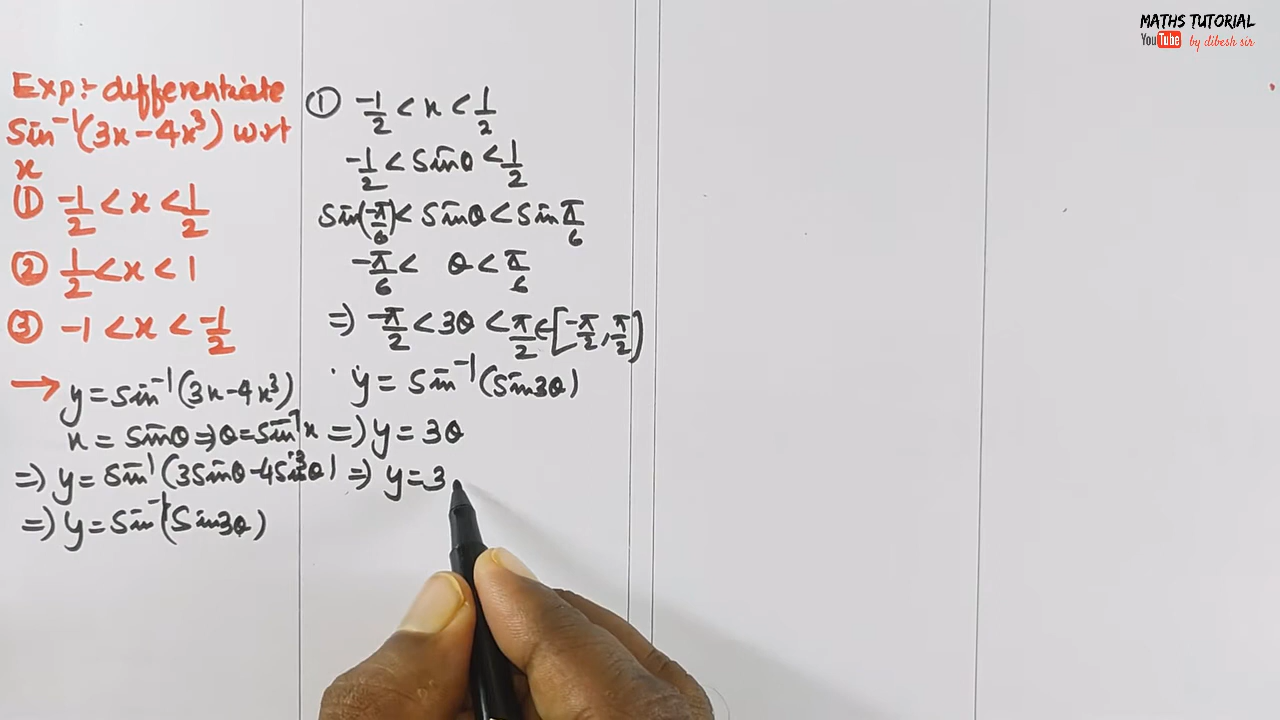 MATHS TUTORIAL
YouTube by dibesh sir
Exp:- differentiate
Sin⁻¹(3x-4x³) w.r.t
x
① -1/2 < x < 1/2
② 1/2 < x < 1
③ -1 < x < -1/2
→ y = Sin⁻¹(3x-4x³)
x = Sinθ ⇒ θ = Sin⁻¹x
⇒ y = Sin⁻¹(3Sinθ-4Sin³θ)
⇒ y = Sin⁻¹(Sin3θ)
① -1/2 < x < 1/2
-1/2 < Sinθ < 1/2
Sin(-π/6) < Sinθ < Sin π/6
-π/6 < θ < π/6
⇒ -π/2 < 3θ < π/2 ∈ [-π/2, π/2]
y = Sin⁻¹(Sin3θ)
⇒ y = 3θ
⇒ y = 3